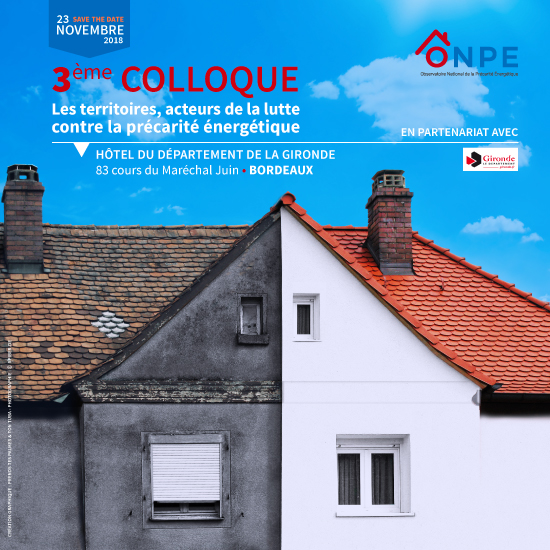 23 SAVE THE DATE
NOVEMBRE
2018
3ème COLLOQUE
Les territoires, acteurs de la lutte
contre la précarité énergétique
HÔTEL DU DÉPARTEMENT DE LA GIRONDE
83 cours du Maréchal Juin • BORDEAUX
ONPE
Observatoire National de la Précarité Énergétique
EN PARTENARIAT AVEC
Gironde
LE DÉPARTEMENT